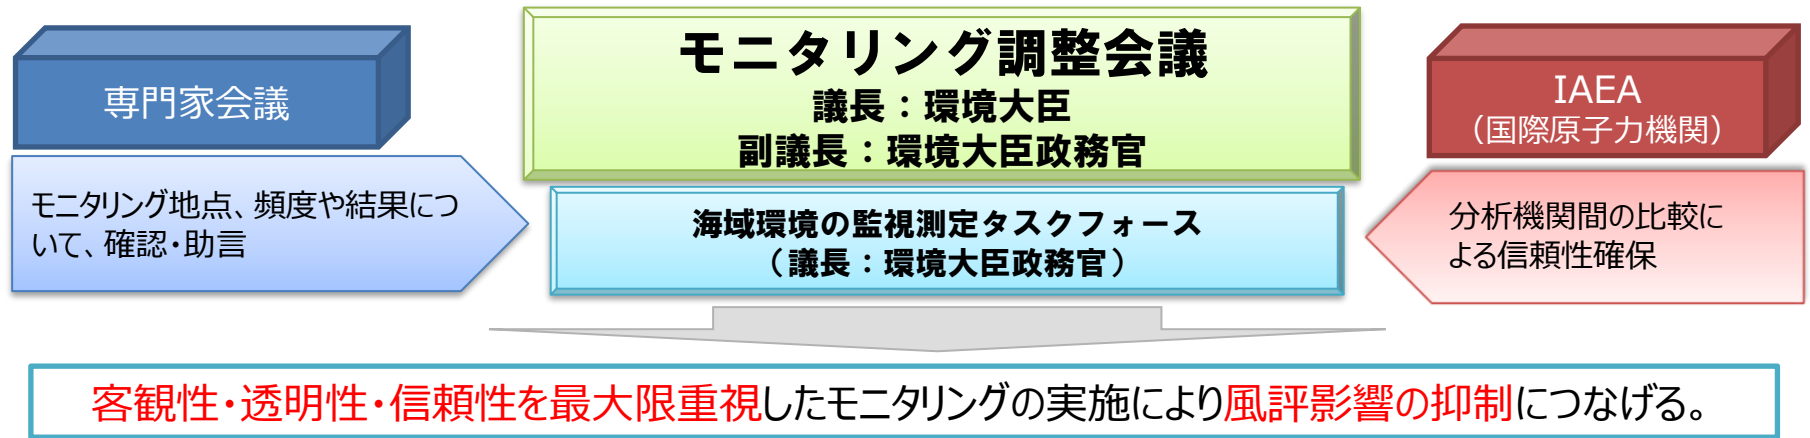 専門家会議
モニタリング地点、頻度や結果につ
いて、確認・助言
モニタリング調整会議
議長：環境大臣
副議長：環境大臣政務官
海域環境の監視測定タスクフォース
（議長：環境大臣政務官）
IAEA
（国際原子力機関）
分析機関間の比較に
よる信頼性確保
客観性・透明性・信頼性を最大限重視したモニタリングの実施により風評影響の抑制につなげる。